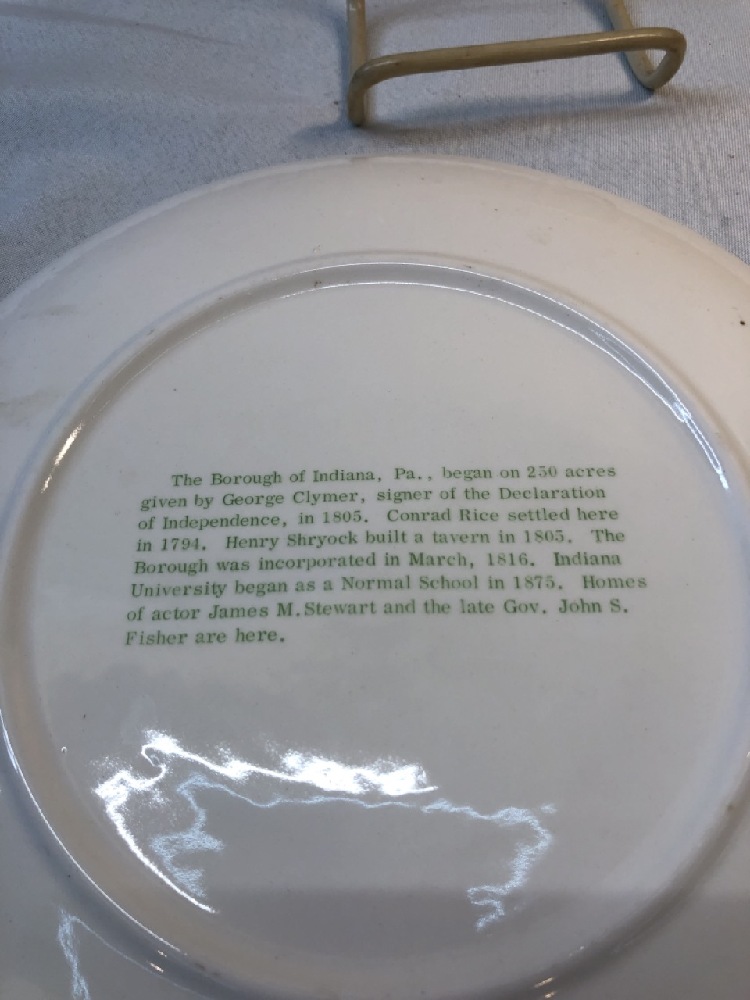 The Borough of Indiana, Pa., began on 250 acres
given by George Clymer, signer of the Declaration
of Independence, in 1805. Conrad Rice settled here
in 1794. Henry Shryock built a tavern in 1805. The
Borough was incorporated in March, 1816. Indiana
University began as a Normal School in 1875. Homes
of actor James M. Stewart and the late Gov. John S.
Fisher are here.